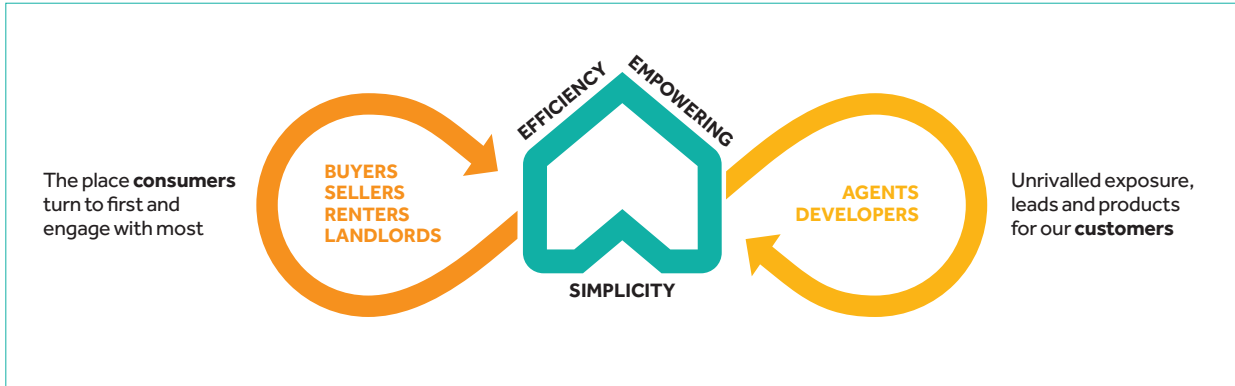 The place consumers
turn to first and
engage with most
BUYERS
SELLERS
RENTERS
LANDLORDS
EFFICIENCY
EMPOWERING
SIMPLICITY
AGENTS
DEVELOPERS
Unrivalled exposure,
leads and products
for our customers